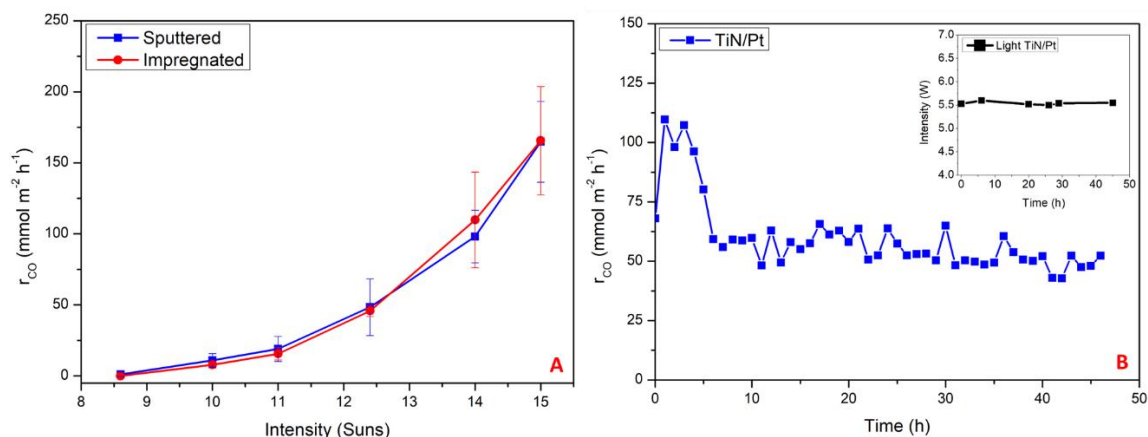 250
200
150
100
50
0
r_CO (mmol m⁻² h⁻¹)
Sputtered
Impregnated
A
8 9 10 11 12 13 14 15
Intensity (Suns)
150
125
100
75
50
25
0
r_CO (mmol m⁻² h⁻¹)
TiN/Pt
7.0
6.5
6.0
5.5
5.0
4.5
4.0
Intensity (W)
Light TiN/Pt
0 10 20 30 40 50
Time (h)
B
0 10 20 30 40 50
Time (h)